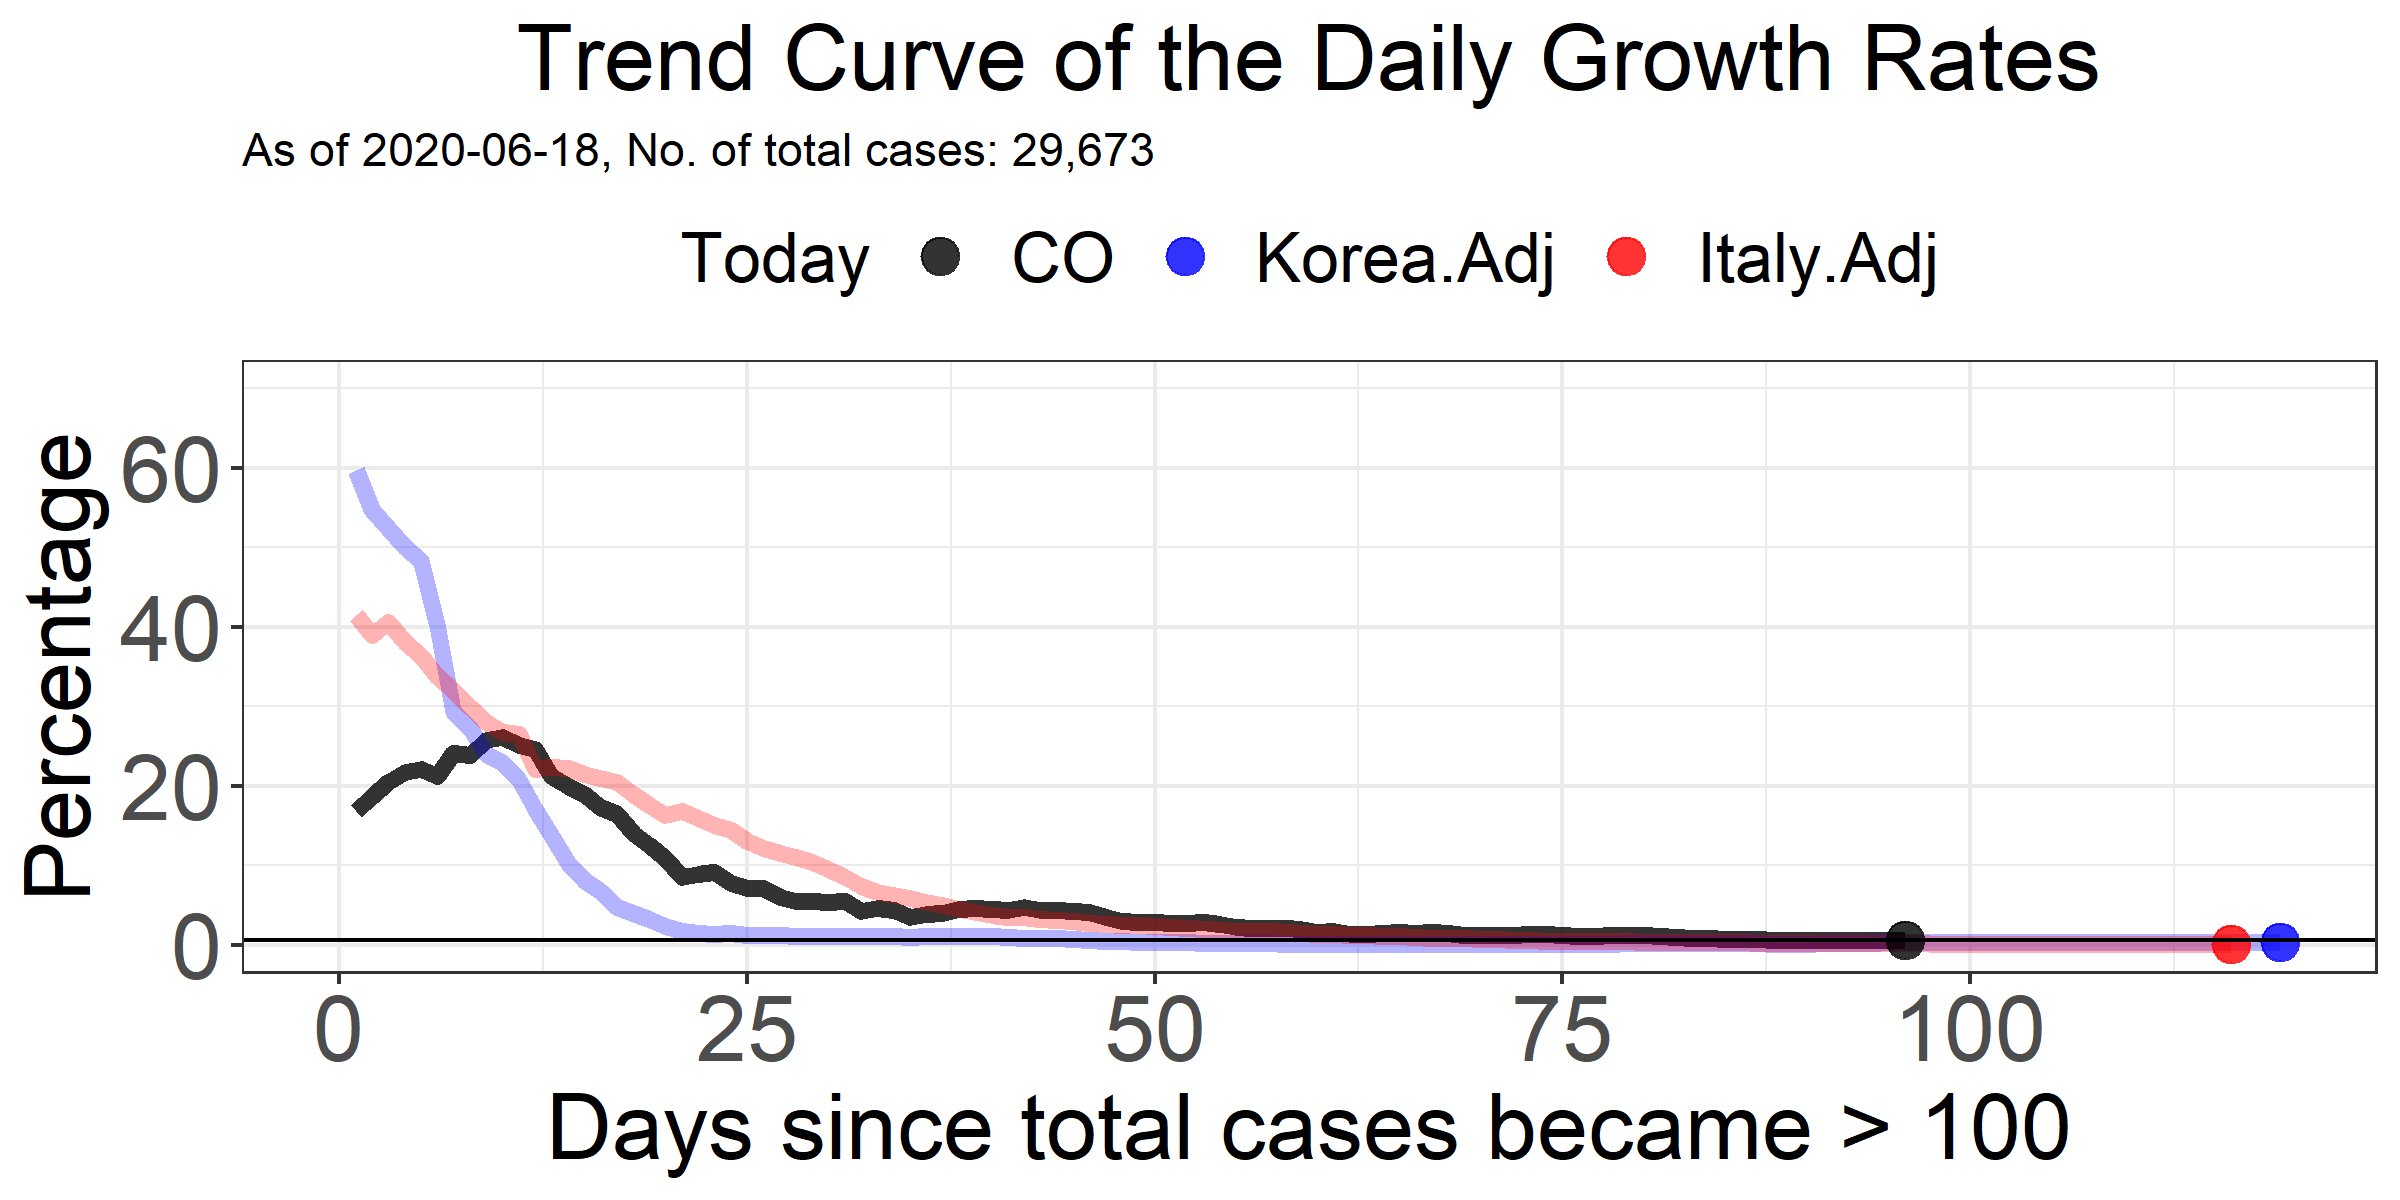 Trend Curve of the Daily Growth Rates
As of 2020-06-18, No. of total cases: 29,673
Today CO Korea.Adj Italy.Adj
Percentage
60
40
20
0
0 25 50 75 100
Days since total cases became > 100